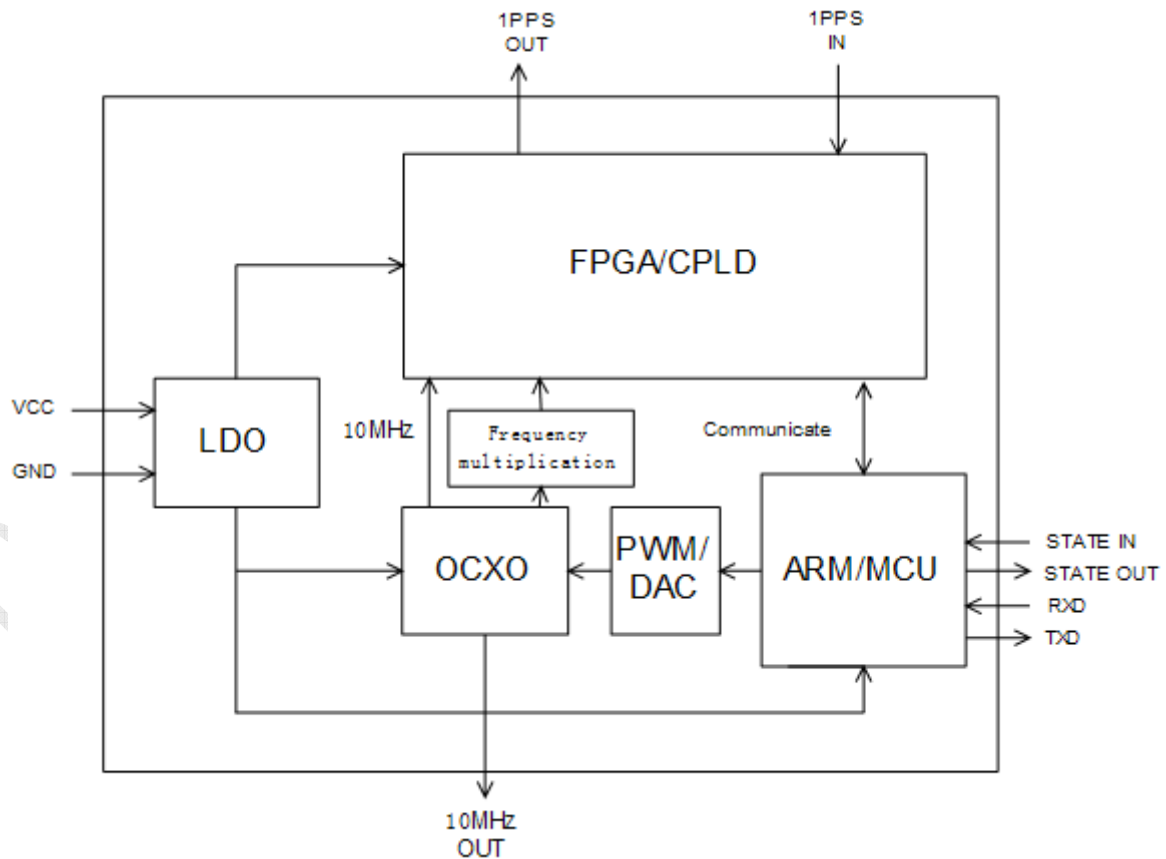 1PPS
OUT
1PPS
IN
FPGA/CPLD
VCC
GND
LDO
10MHz
Frequency
multiplication
Communicate
OCXO
PWM/
DAC
ARM/MCU
STATE IN
STATE OUT
RXD
TXD
10MHz
OUT